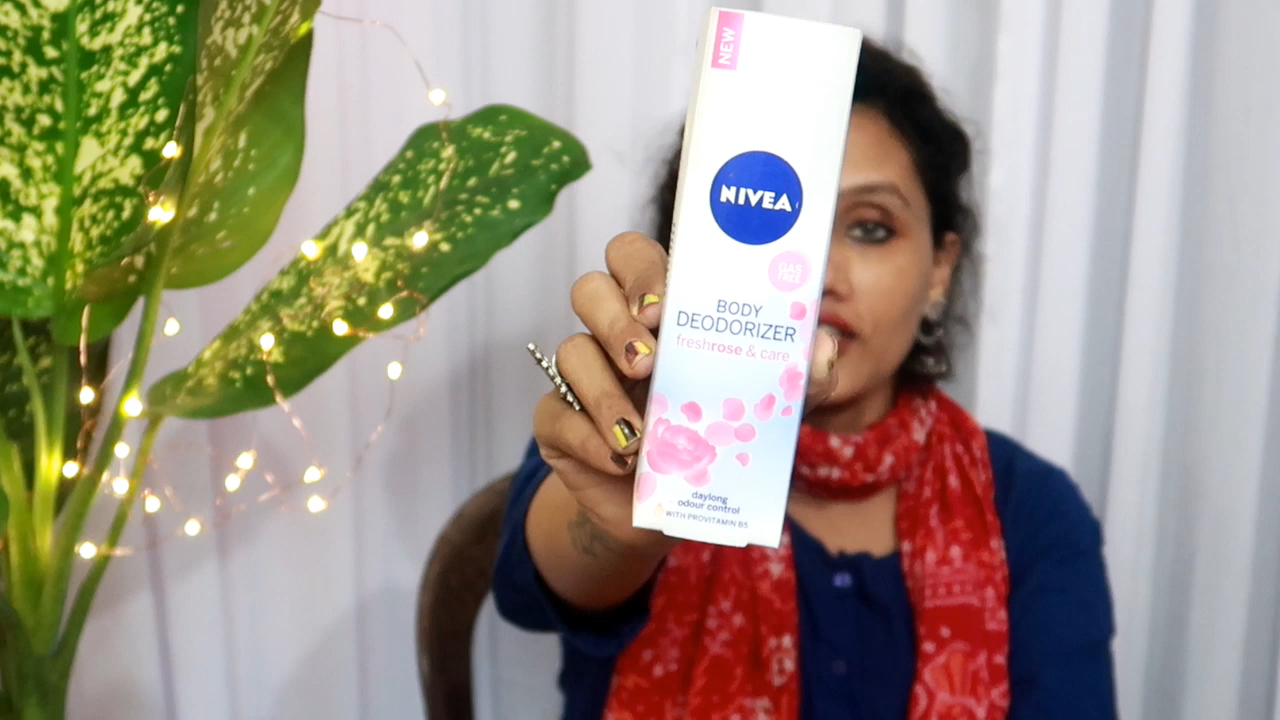 NEW
NIVEA
GAS
FREE
BODY
DEODORIZER
freshrose & care
daylong
odour control
WITH PROVITAMIN B5